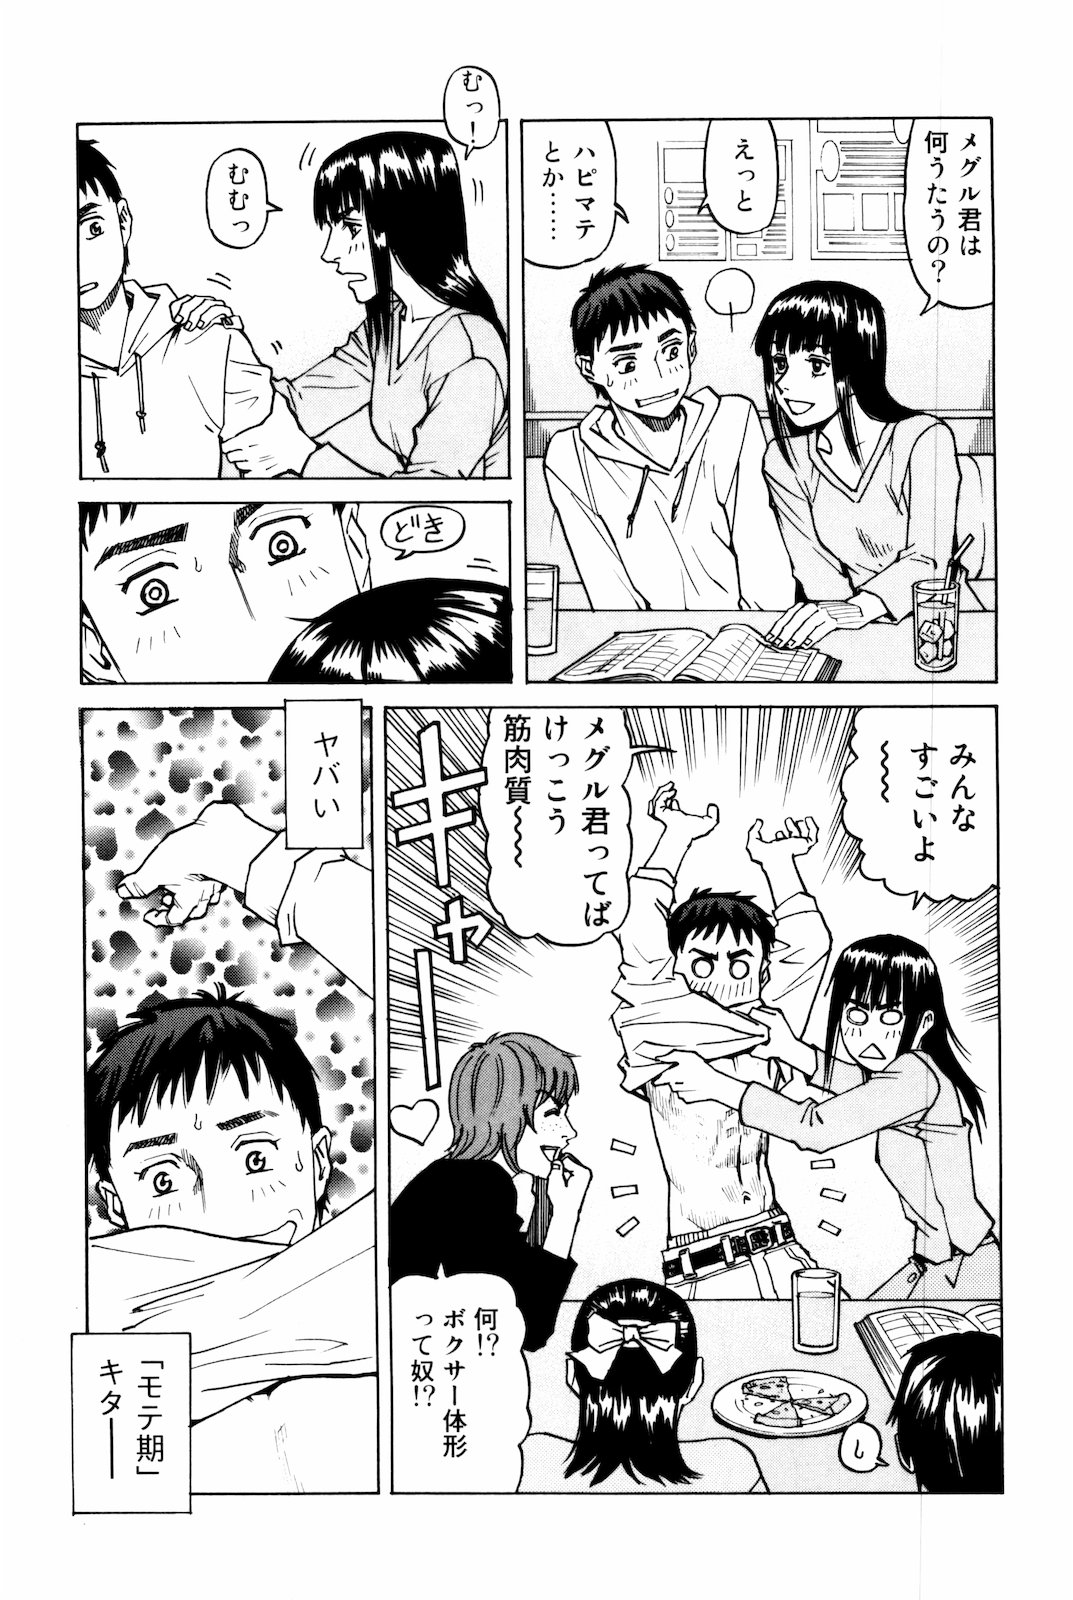 メグル君は
何うたうの？
えっと
ハピマテ
とか……
むっ！
むむっ
どき
みんな
すごいよ
〜〜
メグル君ってば
けっこう
筋肉質〜〜
キャーー
何!?
ボクサー体形
って奴!?
し
ヤバい
「モテ期」
キターー